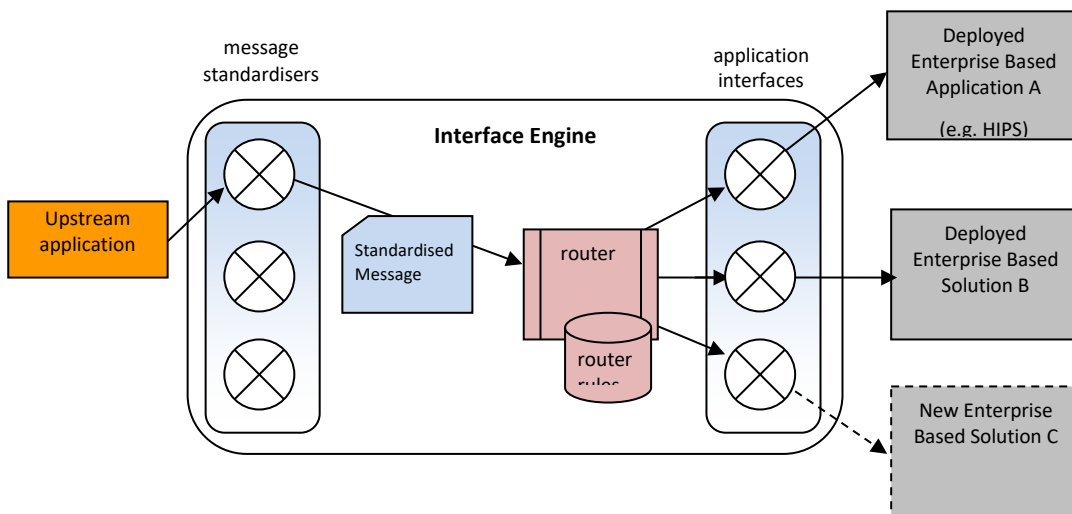 message
standardisers
application
interfaces
Interface Engine
Upstream
application
Standardised
Message
router
router
rules
Deployed
Enterprise Based
Application A
(e.g. HIPS)
Deployed
Enterprise Based
Solution B
New Enterprise
Based Solution C